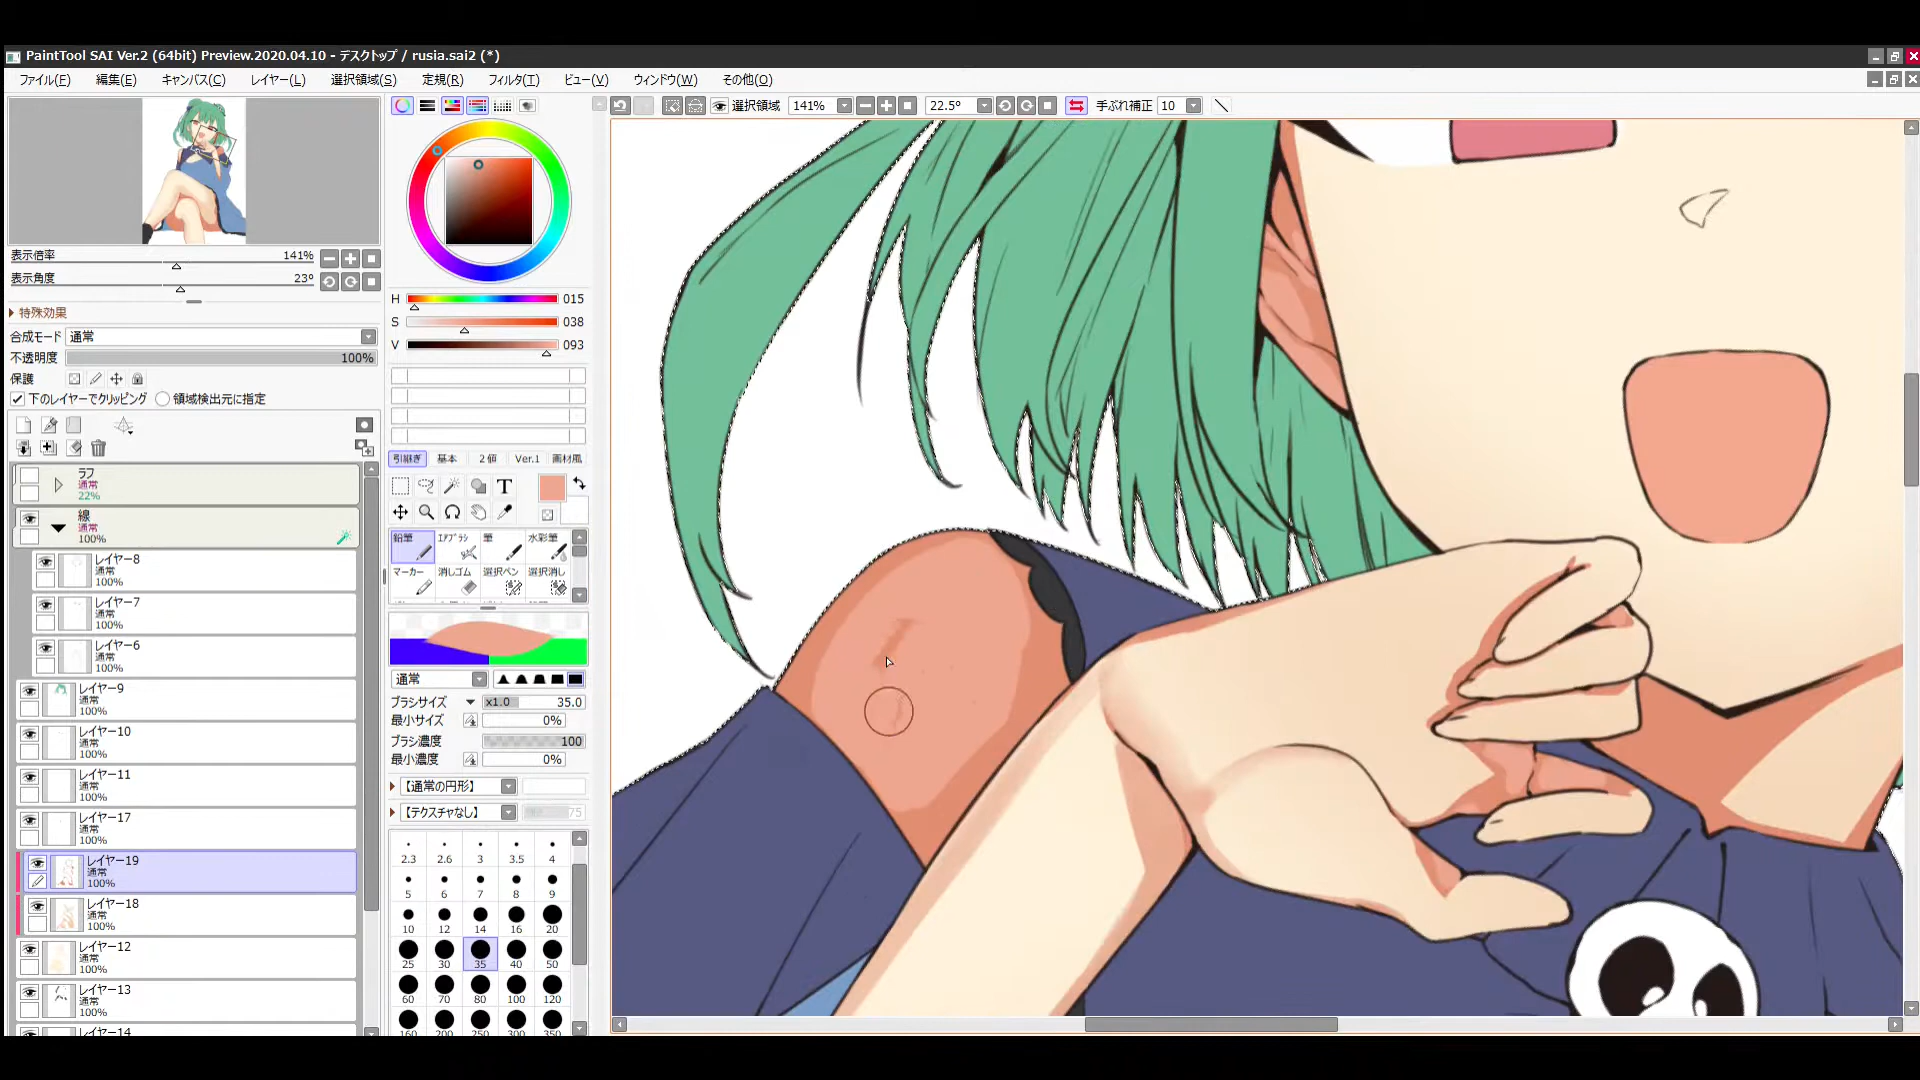 PaintTool SAI Ver.2 (64bit) Preview.2020.04.10 - デスクトップ / rusia.sai2 (*)
ファイル(F) 編集(E) キャンバス(C) レイヤー(L) 選択領域(S) 定規(R) フィルタ(T) ビュー(V) ウィンドウ(W) その他(O)
選択領域 141% 22.5º 手ぶれ補正 10
表示倍率 141%
表示角度 23º
特殊効果
合成モード 通常
不透明度 100%
保護
下のレイヤーでクリッピング 領域検出元に指定
ラフ
通常
22%
線
通常
100%
レイヤー8
通常
100%
レイヤー7
通常
100%
レイヤー6
通常
100%
レイヤー9
通常
100%
レイヤー10
通常
100%
レイヤー11
通常
100%
レイヤー17
通常
100%
レイヤー19
通常
100%
レイヤー18
通常
100%
レイヤー12
通常
100%
レイヤー13
通常
100%
レイヤー14
H 015
S 038
V 093
引継ぎ 基本 2値 Ver.1 画材風
T
鉛筆 エアブラシ 筆 水彩筆
マーカー 消しゴム 選択ペン 選択消し
通常
ブラシサイズ x1.0 35.0
最小サイズ 0%
ブラシ濃度 100
最小濃度 0%
【通常の円形】
【テクスチャなし】 75
2.3 2.6 3 3.5 4
5 6 7 8 9
10 12 14 16 20
25 30 35 40 50
60 70 80 100 120
160 200 250 300 350